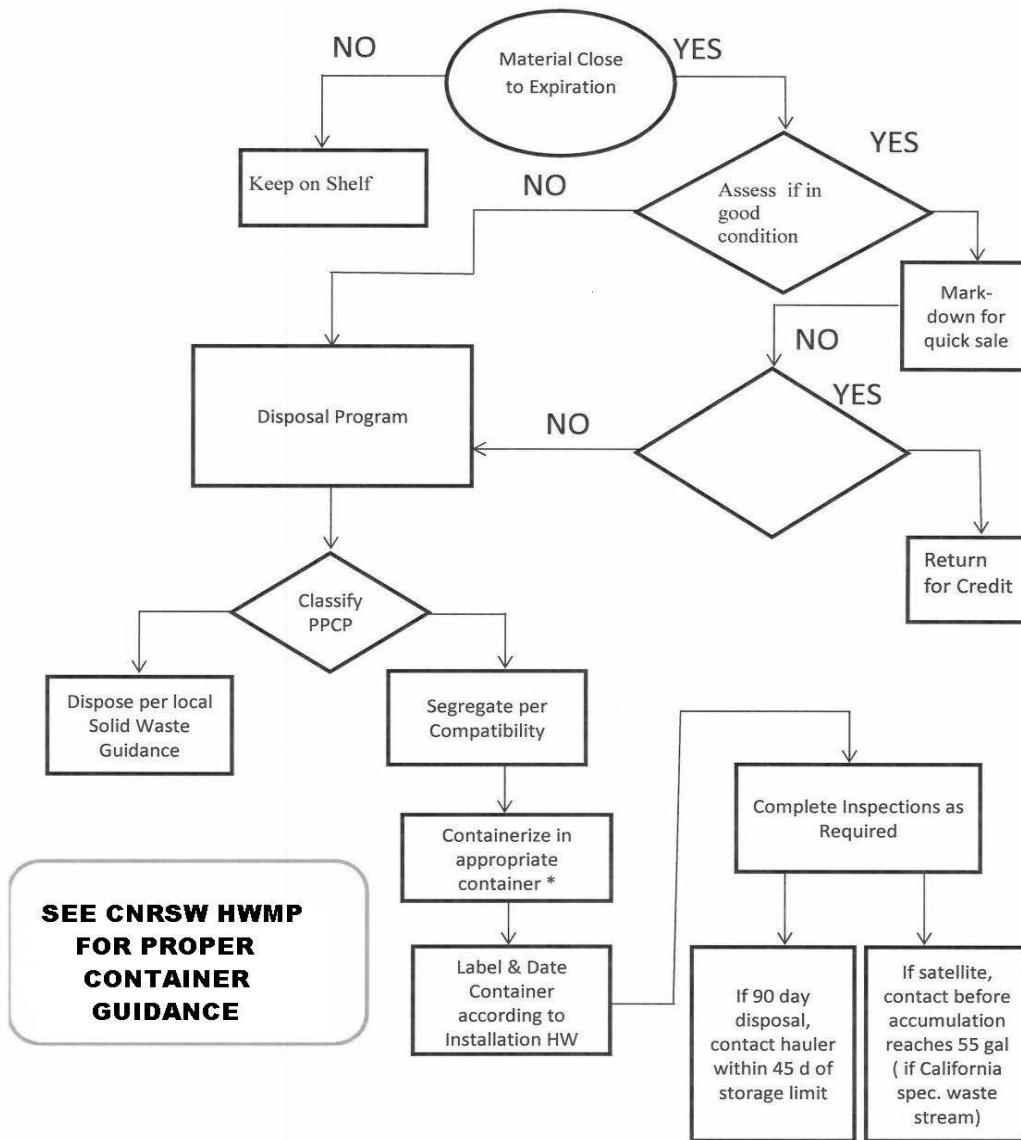 NO
Material Close
to Expiration
YES
Keep on Shelf
NO
Assess if in
good
condition
YES
Mark-
down for
quick sale
NO
YES
Disposal Program
NO
Return
for Credit
Classify
PPCP
Dispose per local
Solid Waste
Guidance
Segregate per
Compatibility
Complete Inspections as
Required
Containerize in
appropriate
container *
SEE CNRSW HWMP
FOR PROPER
CONTAINER
GUIDANCE
Label & Date
Container
according to
Installation HW
If 90 day
disposal,
contact hauler
within 45 d of
storage limit
If satellite,
contact before
accumulation
reaches 55 gal
( if California
spec. waste
stream)